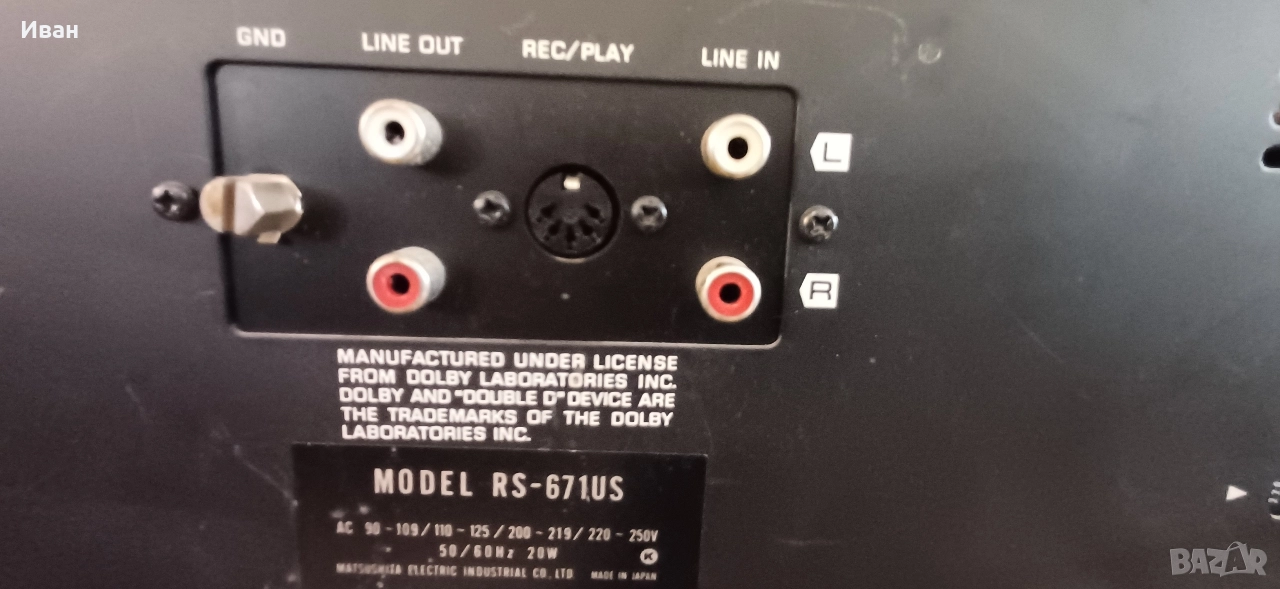 Иван
GND LINE OUT REC/PLAY LINE IN
L
R
MANUFACTURED UNDER LICENSE
FROM DOLBY LABORATORIES INC.
DOLBY AND "DOUBLE D" DEVICE ARE
THE TRADEMARKS OF THE DOLBY
LABORATORIES INC.
MODEL RS-671US
AC 90-109/110-125/200-219/220-250V
50/60Hz 20W K
MATSUSHITA ELECTRIC INDUSTRIAL CO., LTD. MADE IN JAPAN
BAZAR